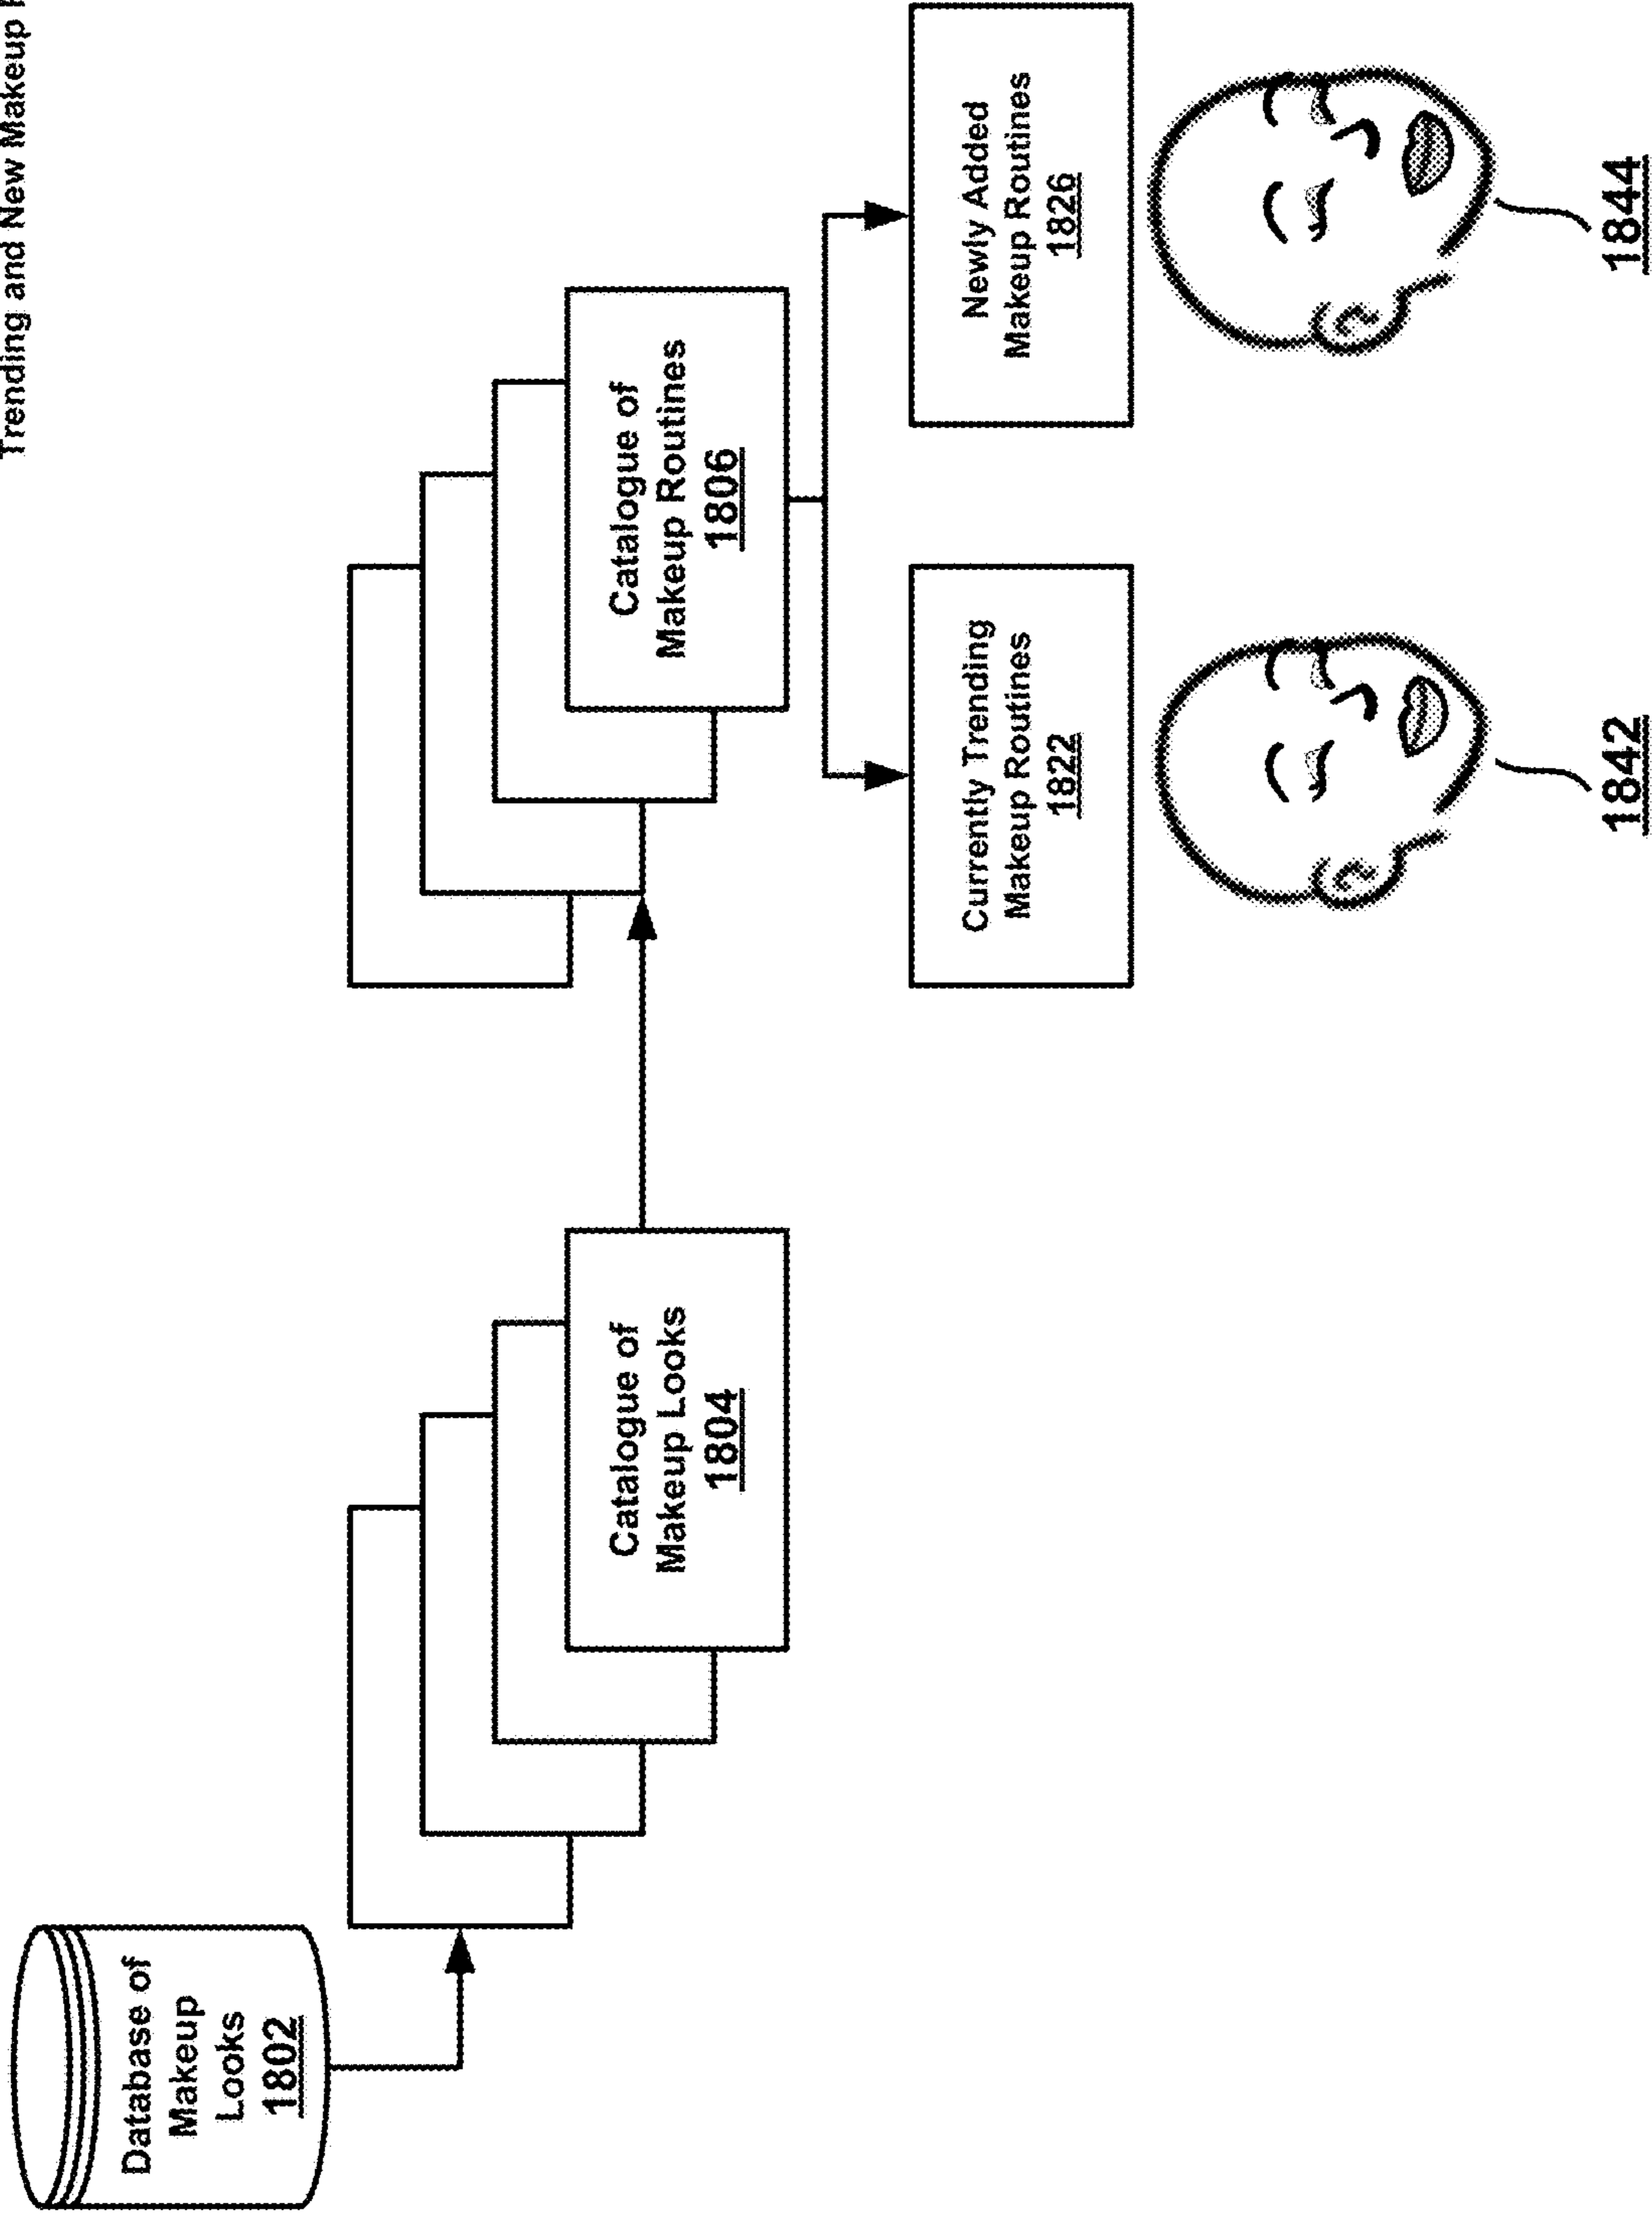 Trending and New Makeup
Database of
Makeup
Looks
1802
Catalogue of
Makeup Looks
1804
Catalogue of
Makeup Routines
1806
Currently Trending
Makeup Routines
1822
Newly Added
Makeup Routines
1826
1842
1844